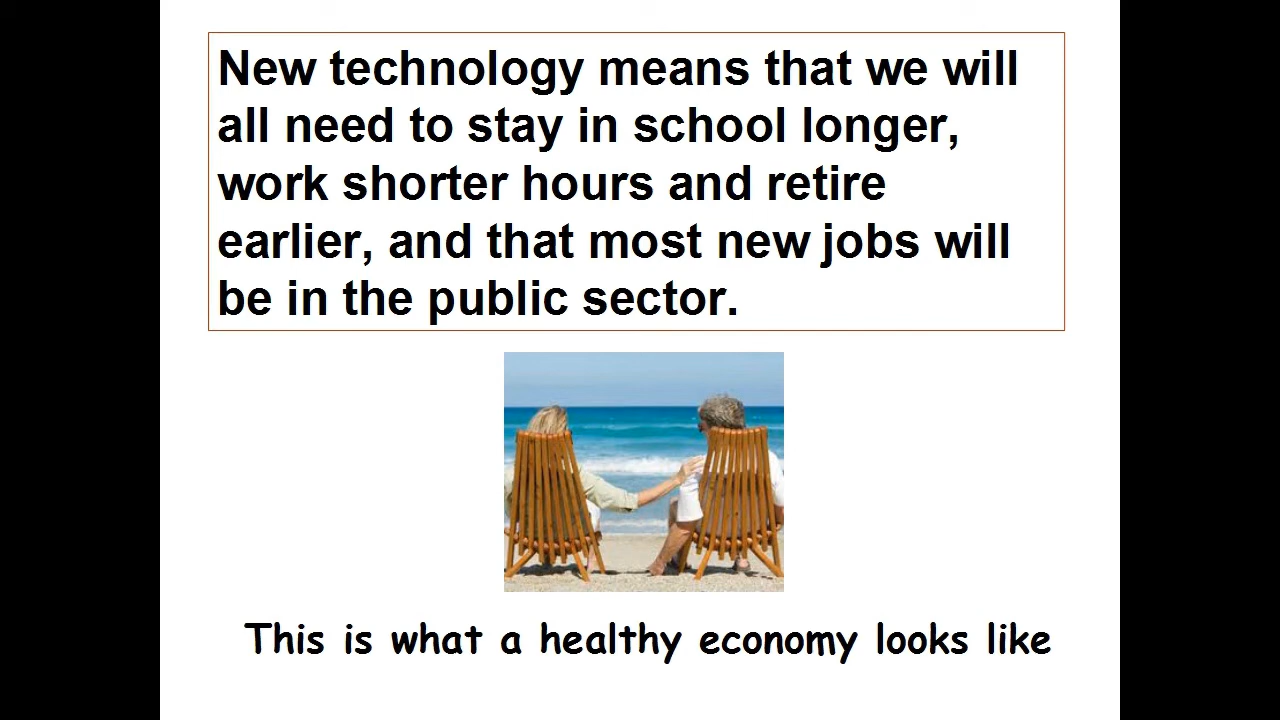 New technology means that we will
all need to stay in school longer,
work shorter hours and retire
earlier, and that most new jobs will
be in the public sector.
This is what a healthy economy looks like